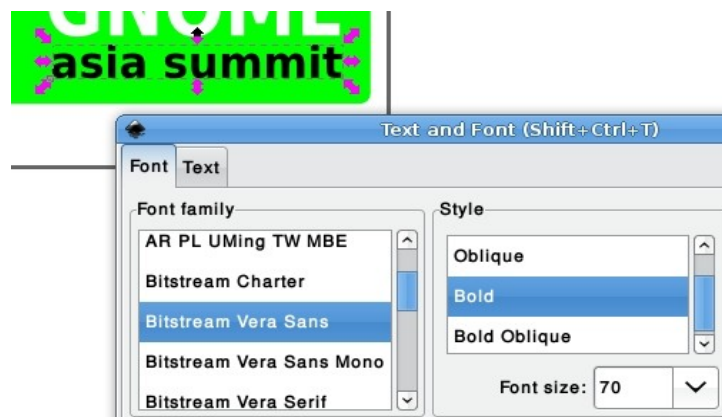 GNOME
asia summit
Text and Font (Shift+Ctrl+T)
Font Text
Font family
Style
AR PL UMing TW MBE
Bitstream Charter
Bitstream Vera Sans
Bitstream Vera Sans Mono
Bitstream Vera Serif
Oblique
Bold
Bold Oblique
Font size: 70